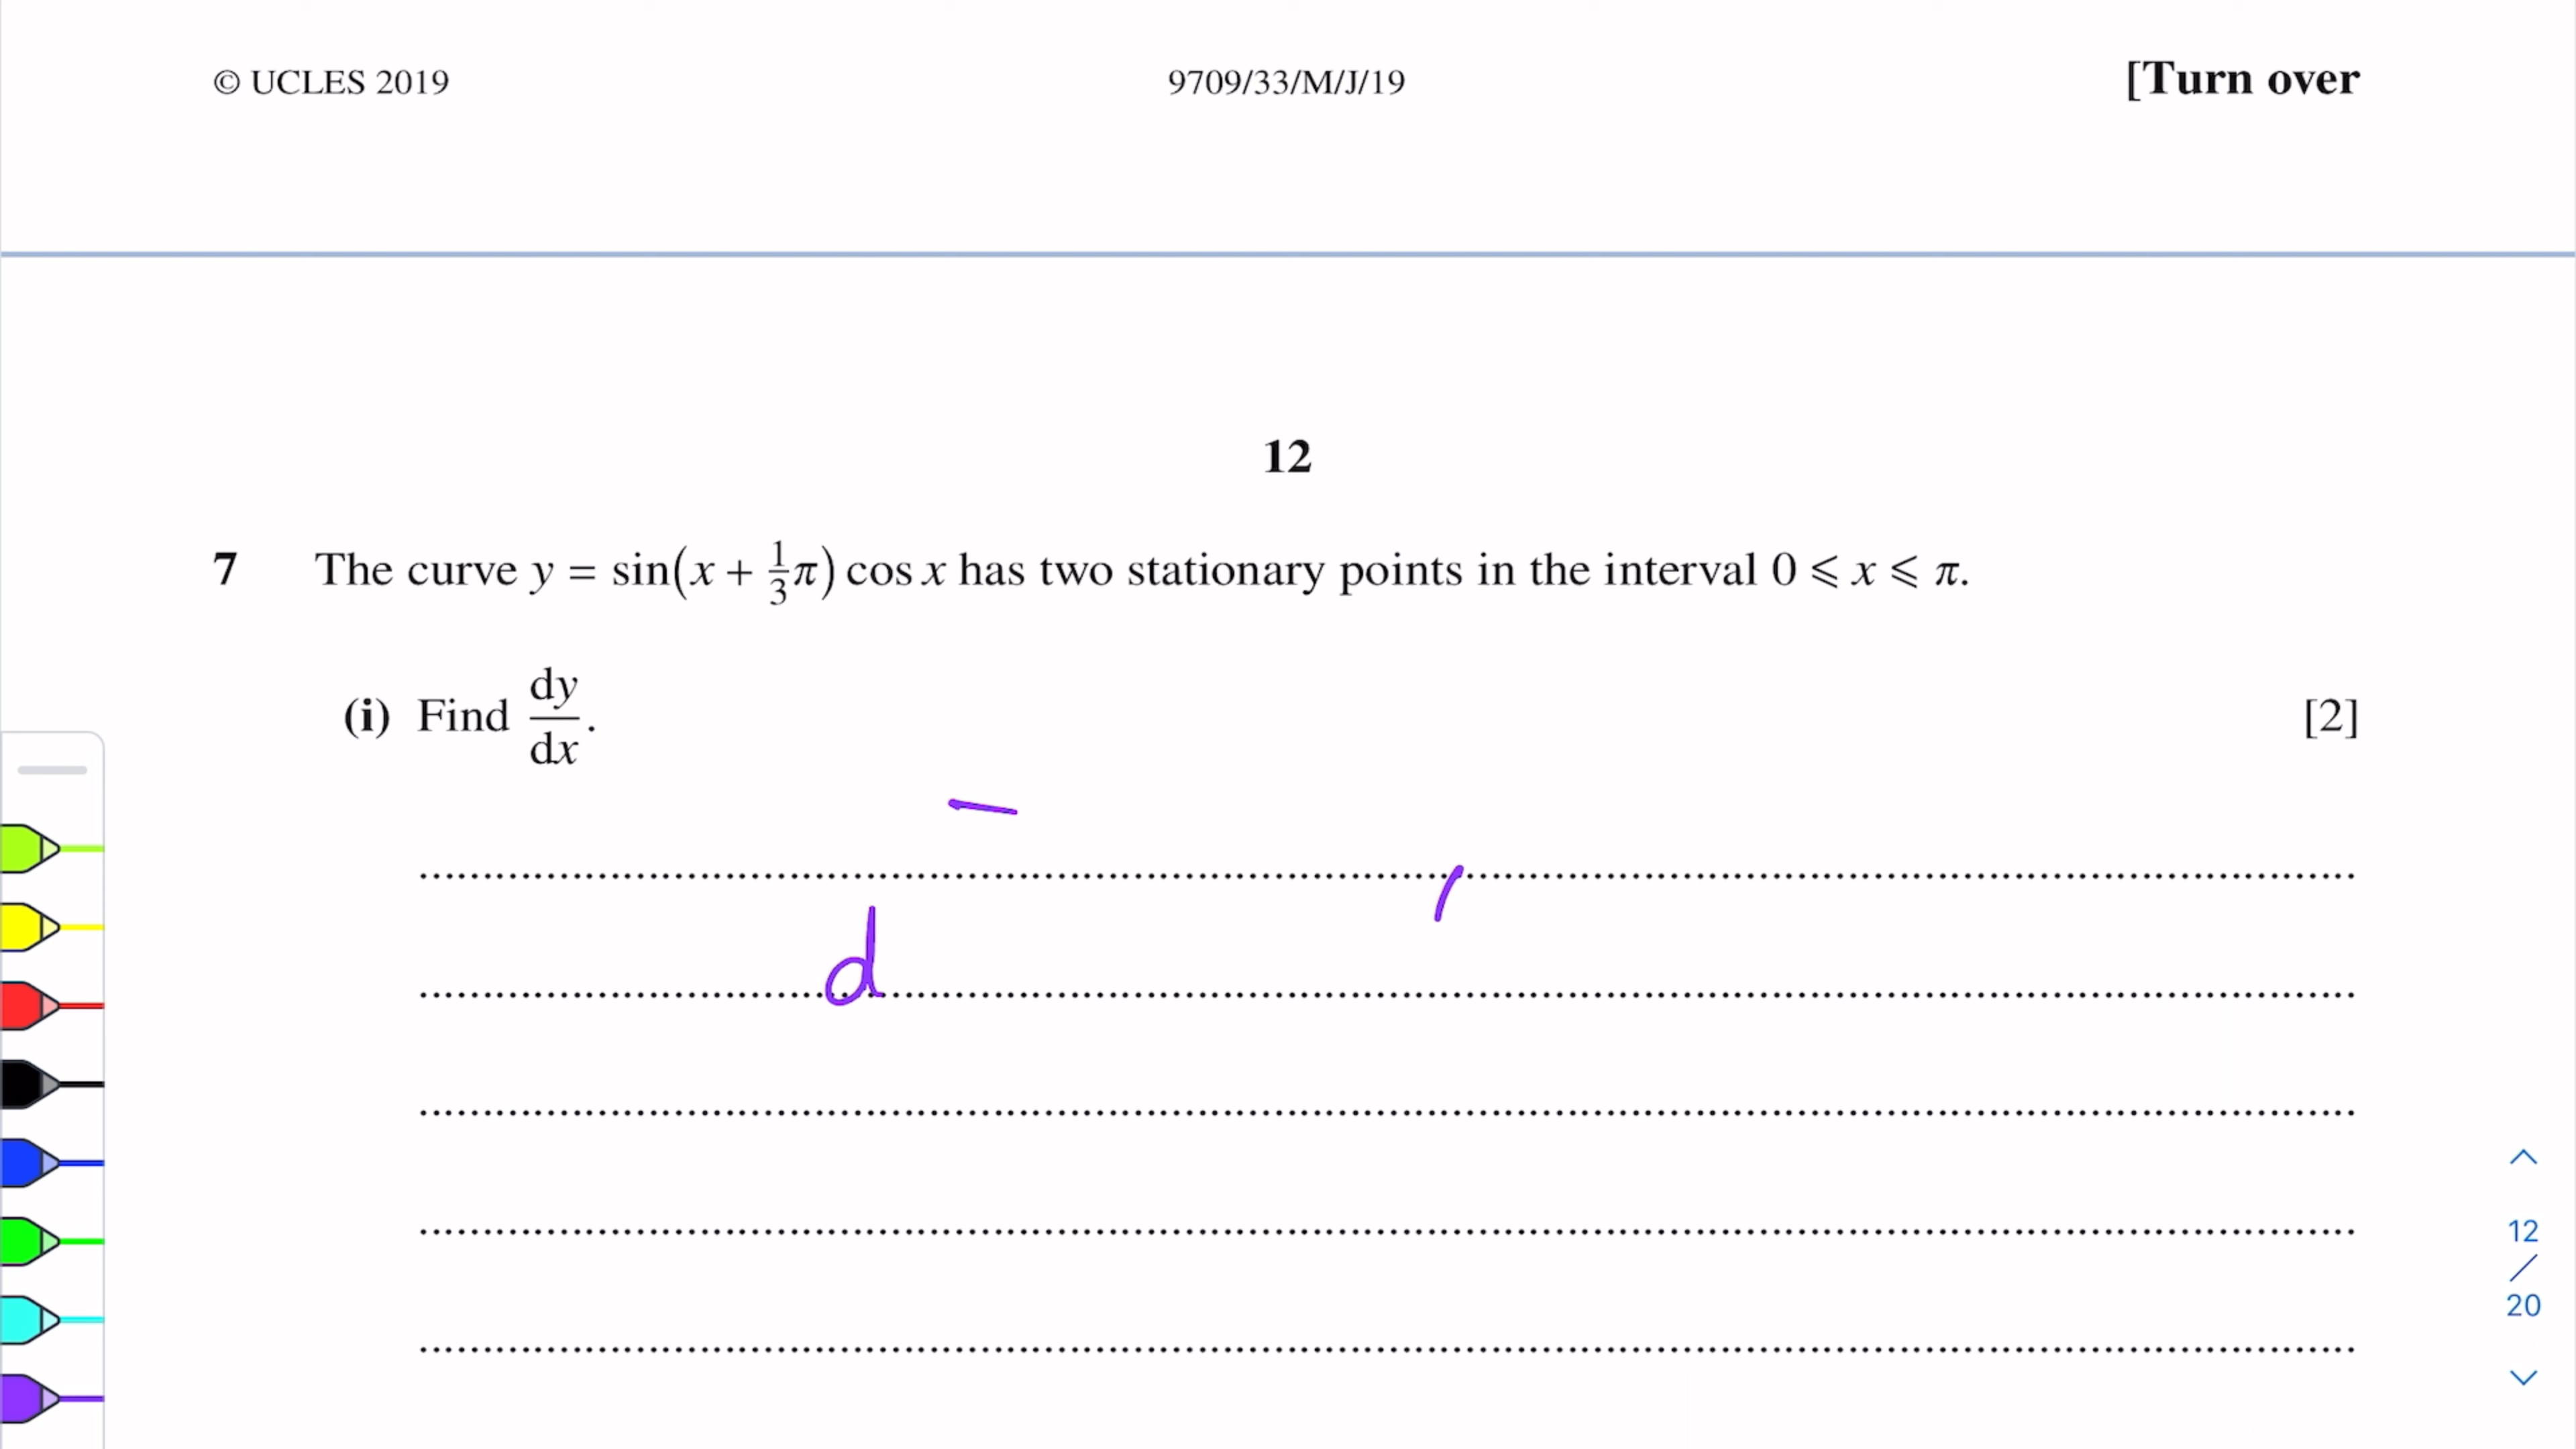 © UCLES 2019 9709/33/M/J/19 [Turn over
12
7 The curve y = sin(x + 1/3 π) cos x has two stationary points in the interval 0 ⩽ x ⩽ π.
(i) Find dy/dx. [2]
d
12
/
20